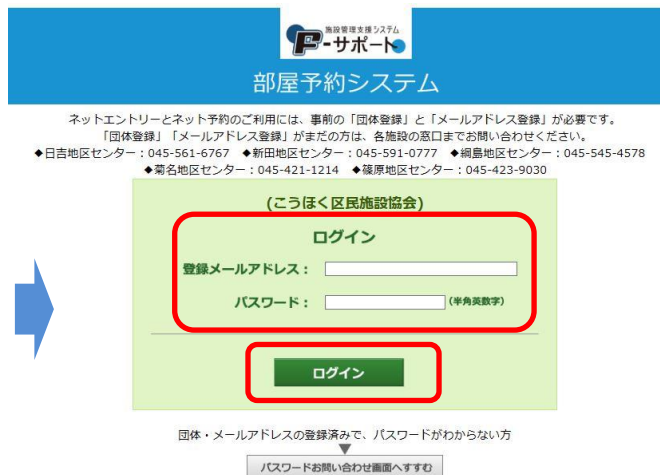 施設管理支援システム
F-サポート
部屋予約システム
ネットエントリーとネット予約のご利用には、事前の「団体登録」と「メールアドレス登録」が必要です。
「団体登録」「メールアドレス登録」がまだの方は、各施設の窓口までお問い合わせください。
◆日吉地区センター：045-561-6767 ◆新田地区センター：045-591-0777 ◆綱島地区センター：045-545-4578
◆菊名地区センター：045-421-1214 ◆篠原地区センター：045-423-9030
(こうほく区民施設協会)
ログイン
登録メールアドレス：
パスワード： (半角英数字)
ログイン
団体・メールアドレスの登録済みで、パスワードがわからない方
▼
パスワードお問い合わせ画面へすすむ